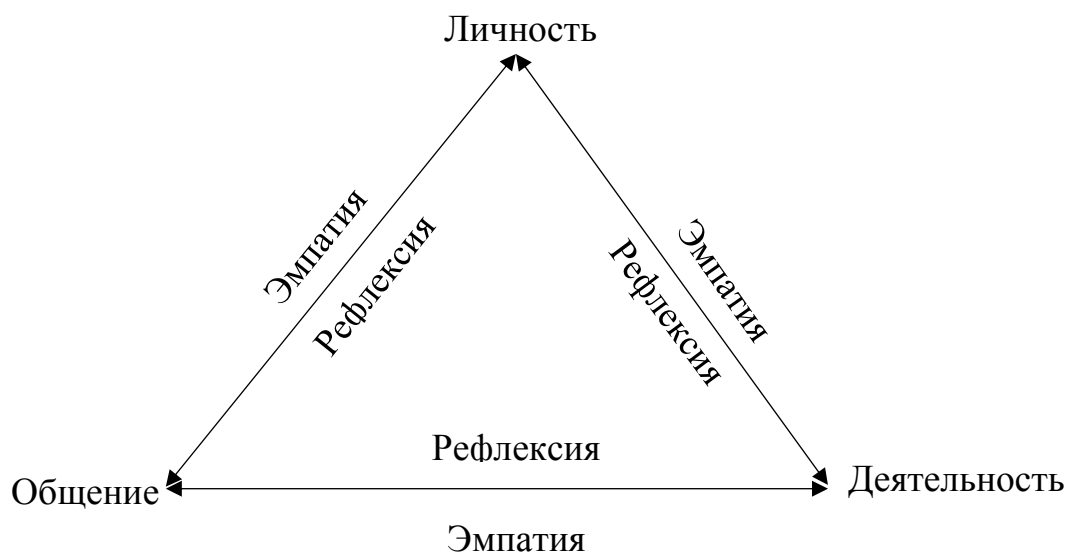 Личность
Эмпатия
Рефлексия
Эмпатия
Рефлексия
Рефлексия
Общение
Деятельность
Эмпатия